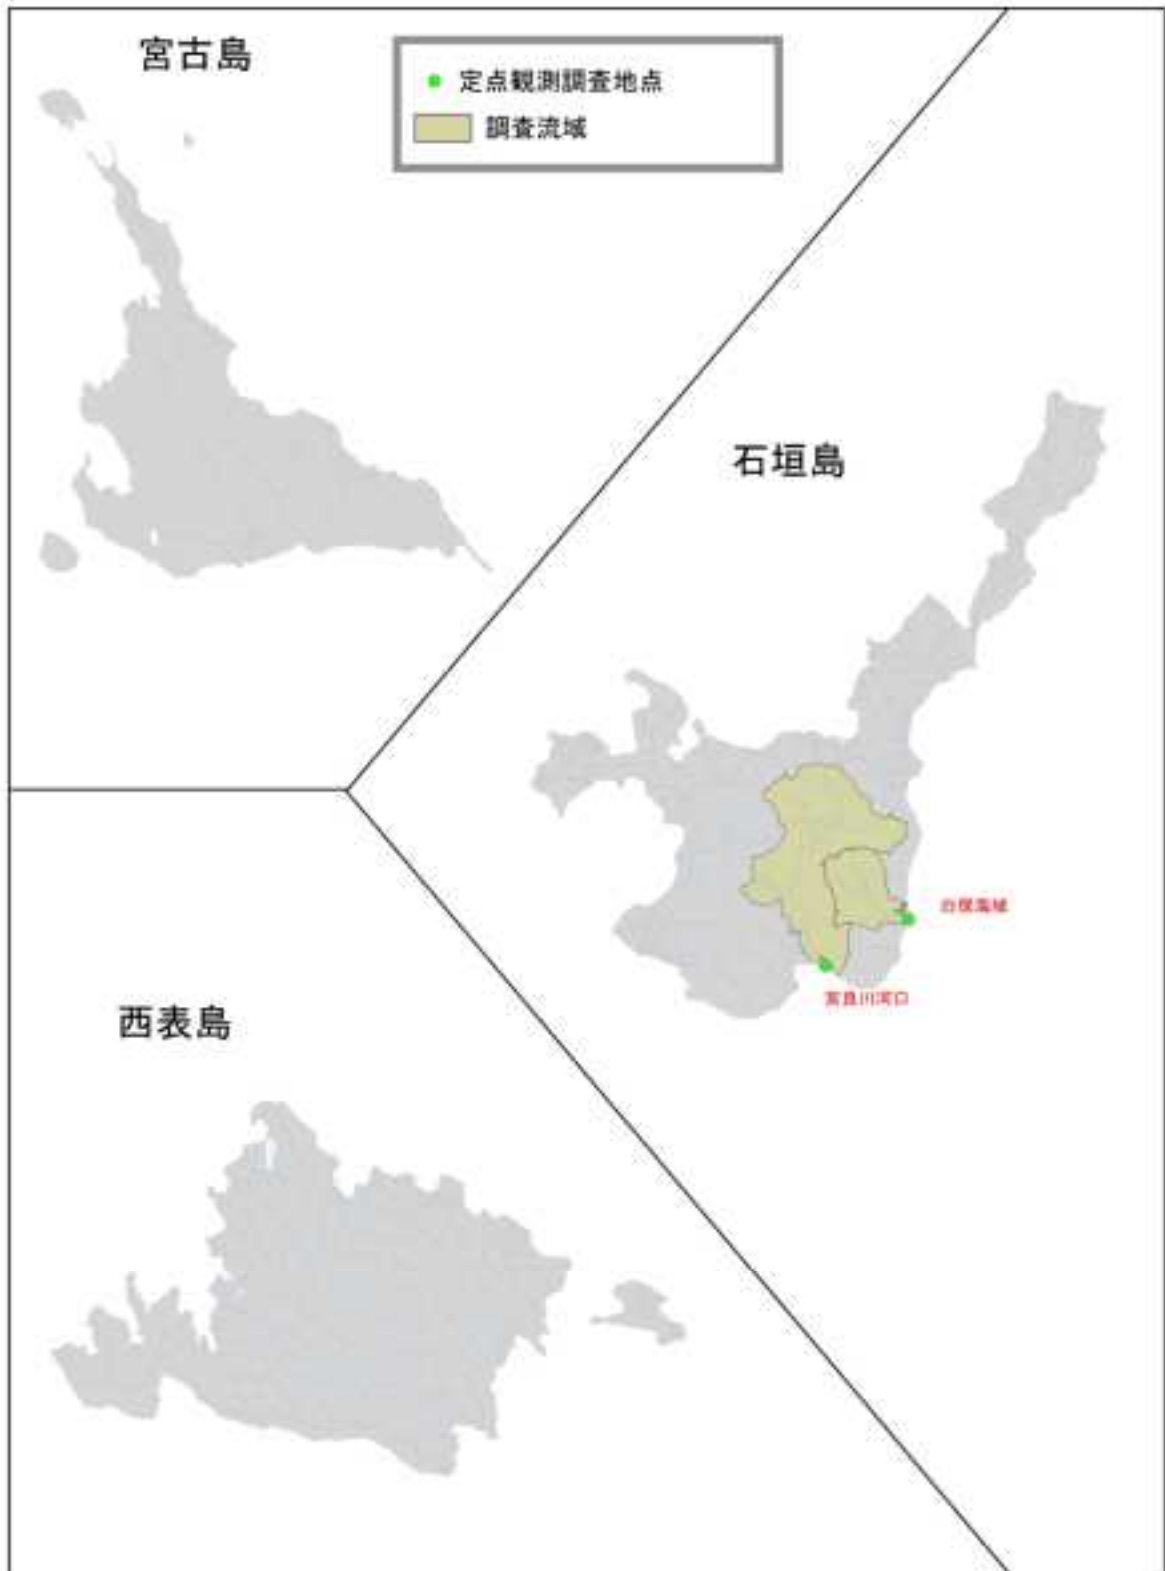 宮古島
定点観測調査地点
調査流域
石垣島
白保海域
宮良川河口
西表島